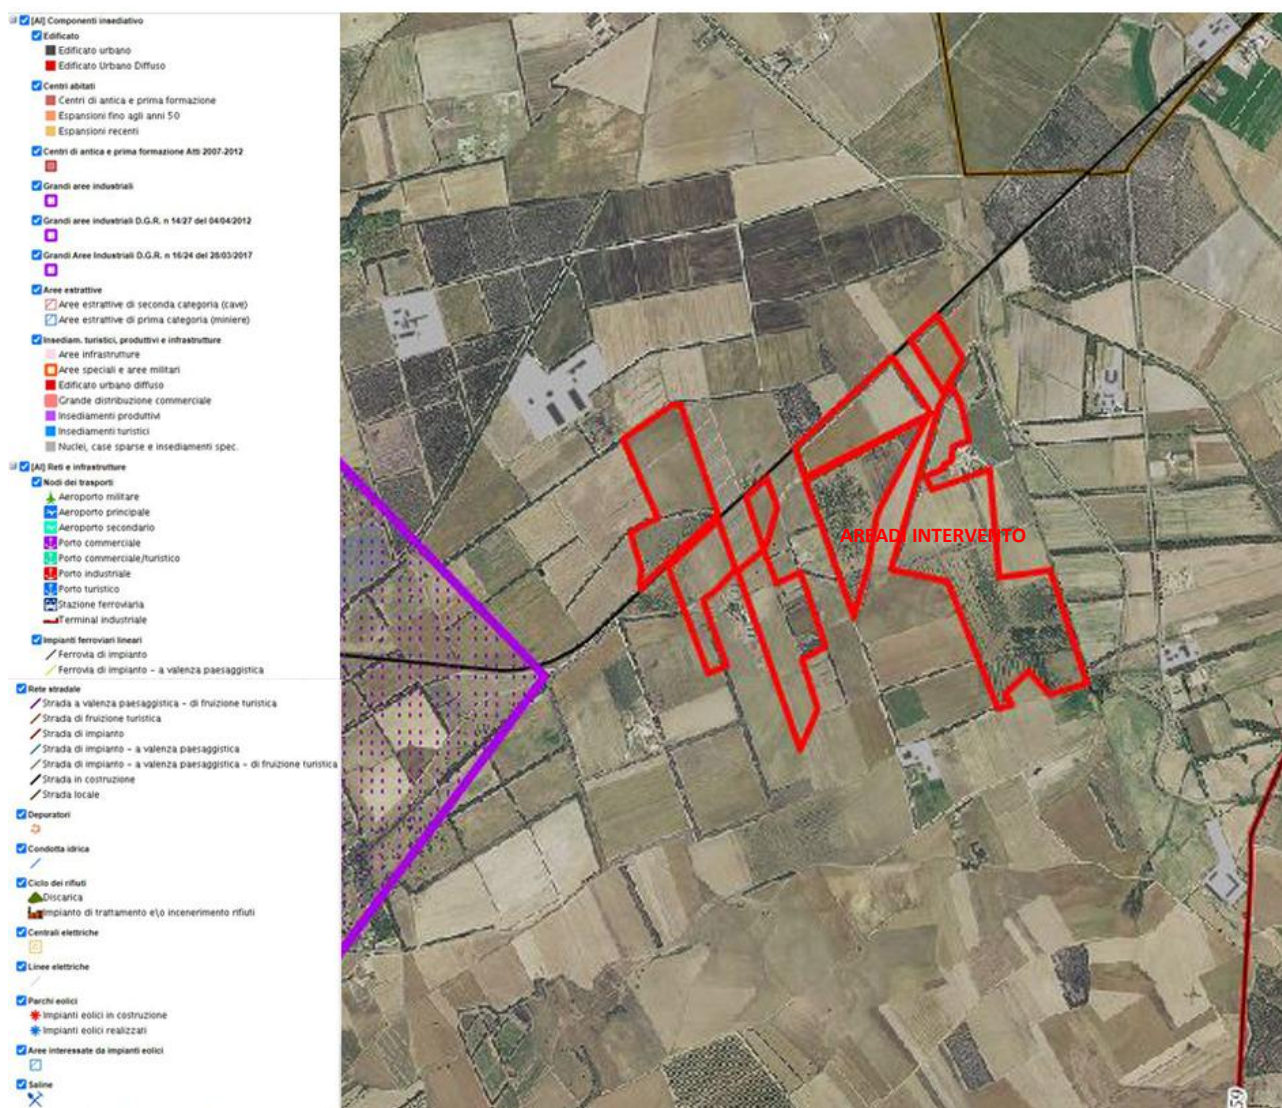 [AI] Componenti insediativo
Edificato
Edificato urbano
Edificato Urbano Diffuso
Centri abitati
Centri di antica e prima formazione
Espansioni fino agli anni 50
Espansioni recenti
Centri di antica e prima formazione Atti 2007-2012
Grandi aree industriali
Grandi aree industriali D.G.R. n 14/27 del 04/04/2012
Grandi Aree Industriali D.G.R. n 16/24 del 28/03/2017
Aree estrattive
Aree estrattive di seconda categoria (cave)
Aree estrattive di prima categoria (miniere)
Insediam. turistici, produttivi e infrastrutture
Aree infrastrutture
Aree speciali e aree militari
Edificato urbano diffuso
Grande distribuzione commerciale
Insediamenti produttivi
Insediamenti turistici
Nuclei, case sparse e insediamenti spec.
[AI] Reti e infrastrutture
Nodi dei trasporti
Aeroporto militare
Aeroporto principale
Aeroporto secondario
Porto commerciale
Porto commerciale/turistico
Porto industriale
Porto turistico
Stazione ferroviaria
Terminal industriale
Impianti ferroviari lineari
Ferrovia di impianto
Ferrovia di impianto - a valenza paesaggistica
Rete stradale
Strada a valenza paesaggistica - di fruizione turistica
Strada di fruizione turistica
Strada di impianto
Strada di impianto - a valenza paesaggistica
Strada di impianto - a valenza paesaggistica - di fruizione turistica
Strada in costruzione
Strada locale
Depuratori
Condotta idrica
Ciclo dei rifiuti
Discarica
Impianto di trattamento e\o incenerimento rifiuti
Centrali elettriche
Linee elettriche
Parchi eolici
Impianti eolici in costruzione
Impianti eolici realizzati
Aree interessate da impianti eolici
Saline
AREADI INTERVENTO